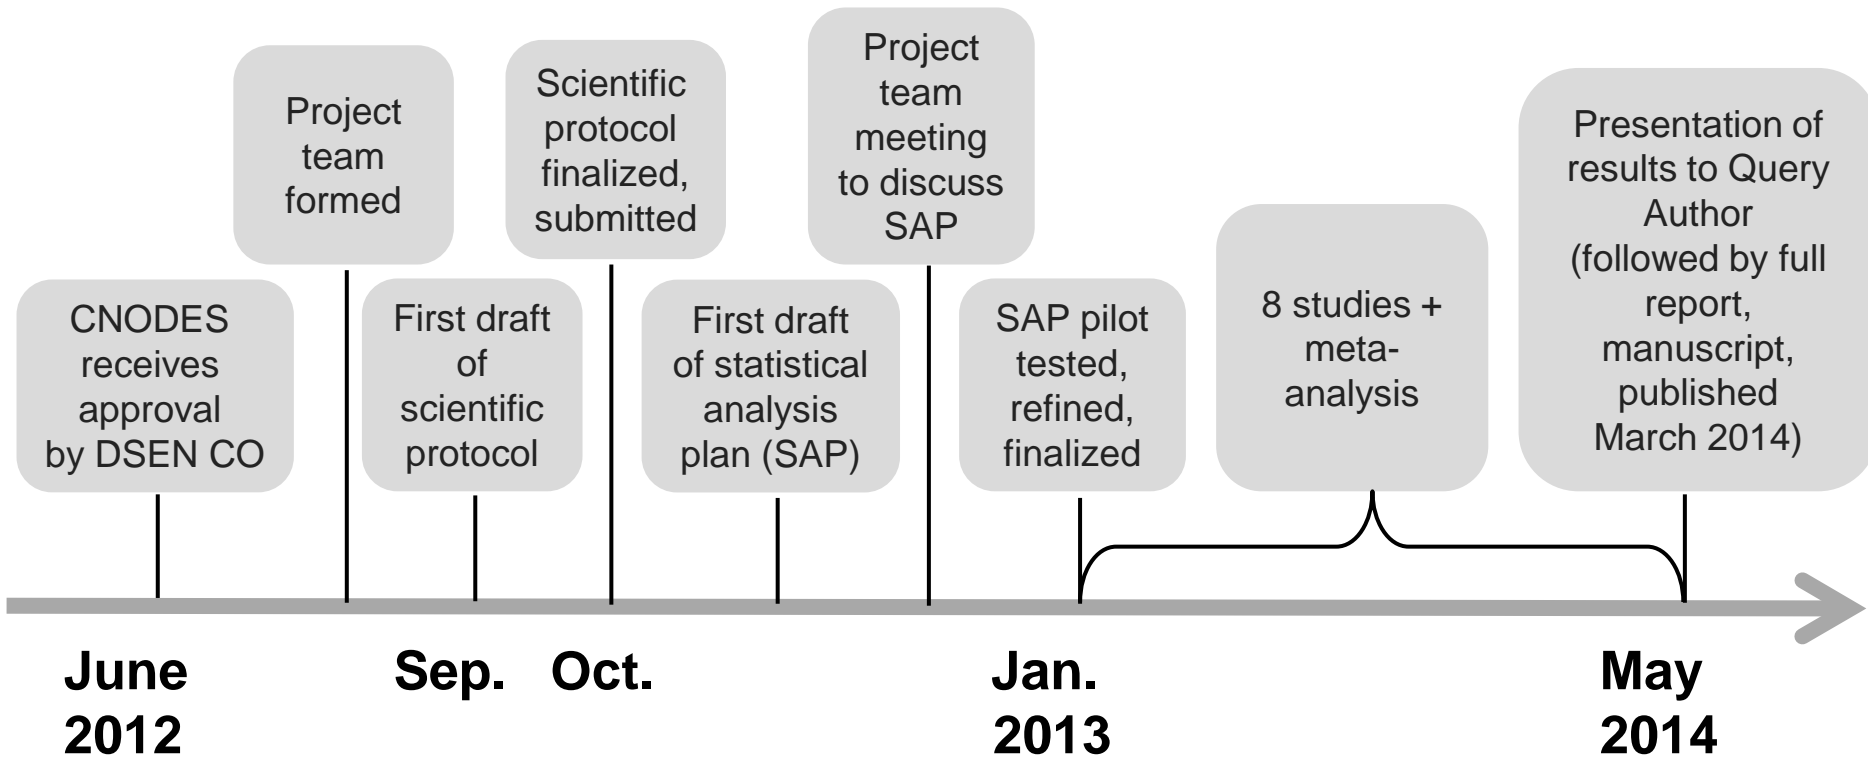 CNODES
receives
approval
by DSEN CO
Project
team
formed
First draft
of
scientific
protocol
Scientific
protocol
finalized,
submitted
First draft
of statistical
analysis
plan (SAP)
Project
team
meeting
to discuss
SAP
SAP pilot
tested,
refined,
finalized
8 studies +
meta-
analysis
Presentation of
results to Query
Author
(followed by full
report,
manuscript,
published
March 2014)
June
2012
Sep.
Oct.
Jan.
2013
May
2014